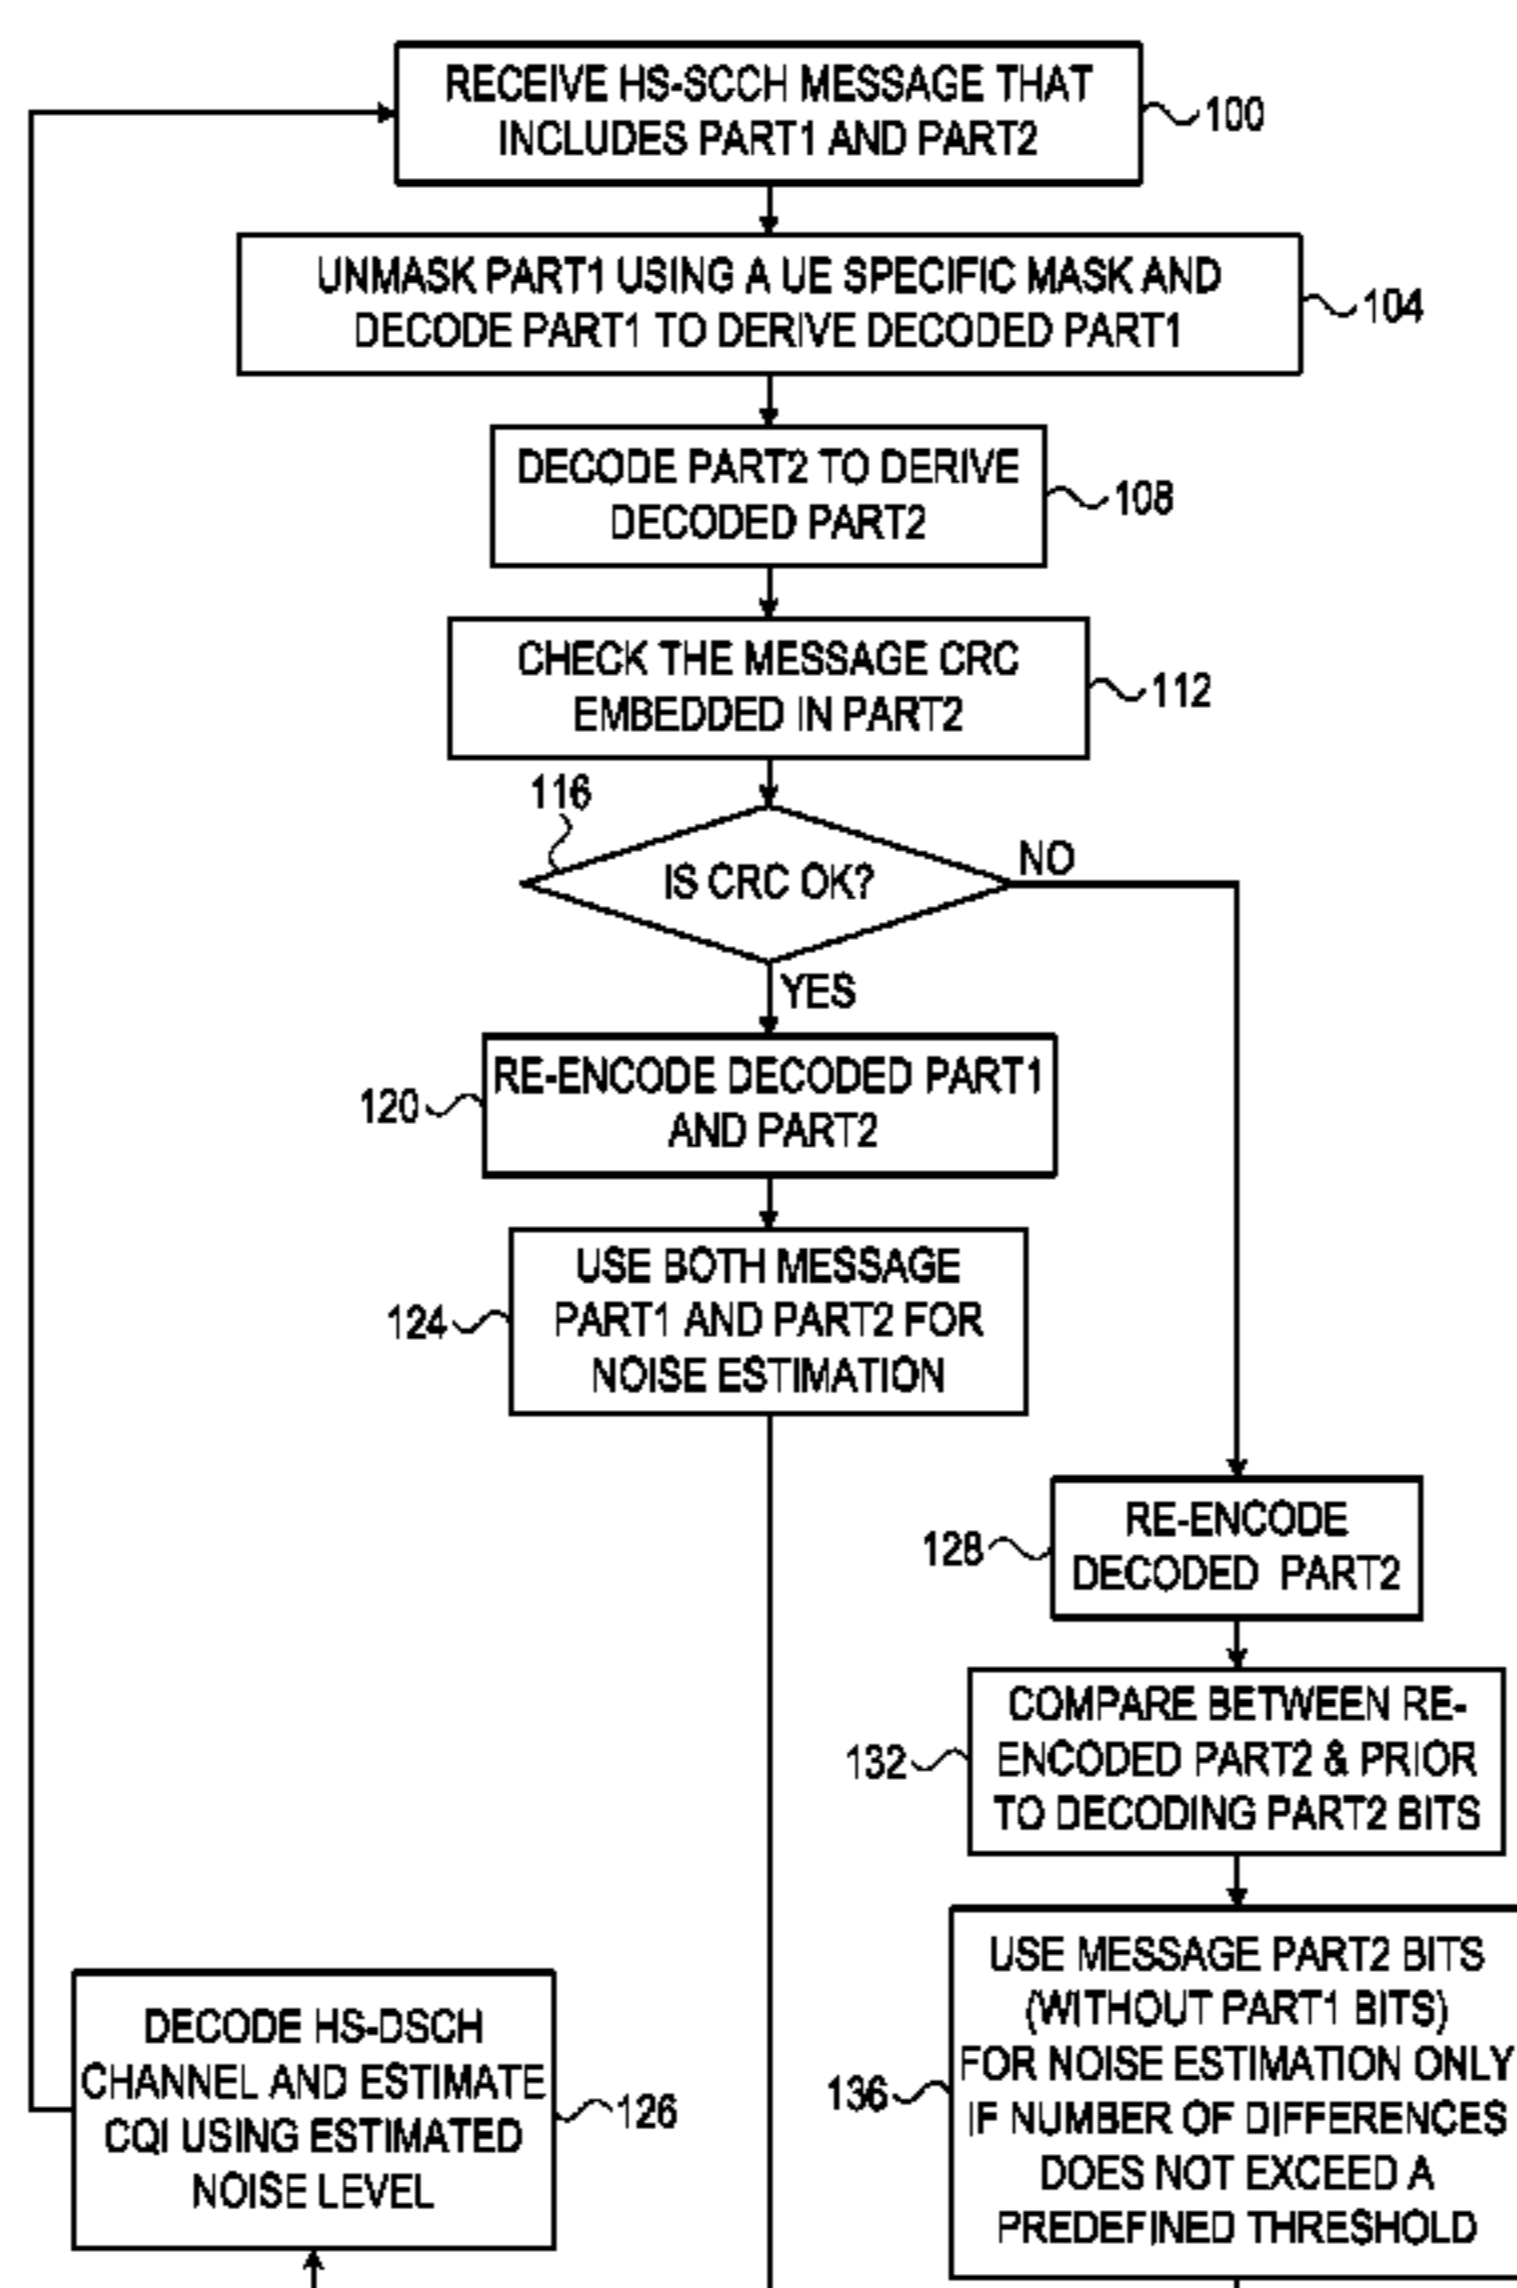 RECEIVE HS-SCCH MESSAGE THAT
INCLUDES PART1 AND PART2
100
UNMASK PART1 USING A UE SPECIFIC MASK AND
DECODE PART1 TO DERIVE DECODED PART1
104
DECODE PART2 TO DERIVE
DECODED PART2
108
CHECK THE MESSAGE CRC
EMBEDDED IN PART2
112
116
IS CRC OK?
NO
YES
RE-ENCODE DECODED PART1
AND PART2
120
USE BOTH MESSAGE
PART1 AND PART2 FOR
NOISE ESTIMATION
124
RE-ENCODE
DECODED PART2
128
COMPARE BETWEEN RE-
ENCODED PART2 & PRIOR
TO DECODING PART2 BITS
132
USE MESSAGE PART2 BITS
(WITHOUT PART1 BITS)
FOR NOISE ESTIMATION ONLY
IF NUMBER OF DIFFERENCES
DOES NOT EXCEED A
PREDEFINED THRESHOLD
136
DECODE HS-DSCH
CHANNEL AND ESTIMATE
CQI USING ESTIMATED
NOISE LEVEL
126